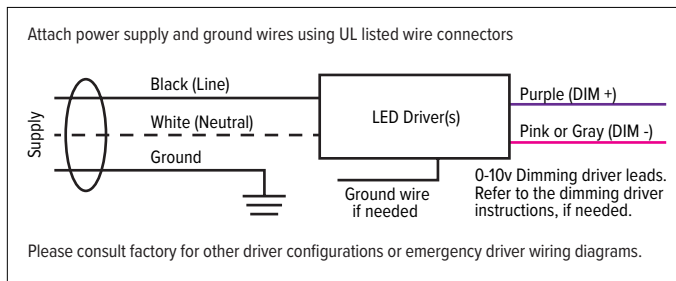 Attach power supply and ground wires using UL listed wire connectors
Supply
Black (Line)
White (Neutral)
Ground
LED Driver(s)
Ground wire
if needed
Purple (DIM +)
Pink or Gray (DIM -)
0-10v Dimming driver leads.
Refer to the dimming driver
instructions, if needed.
Please consult factory for other driver configurations or emergency driver wiring diagrams.